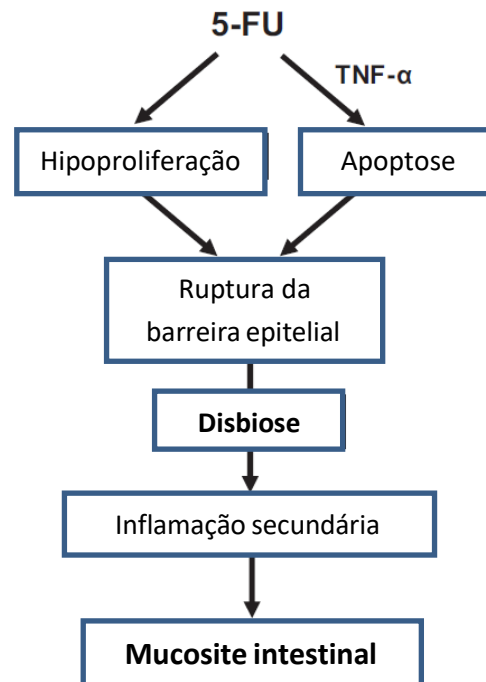 5-FU
TNF-α
Hipoproliferação
Apoptose
Ruptura da
barreira epitelial
Disbiose
Inflamação secundária
Mucosite intestinal